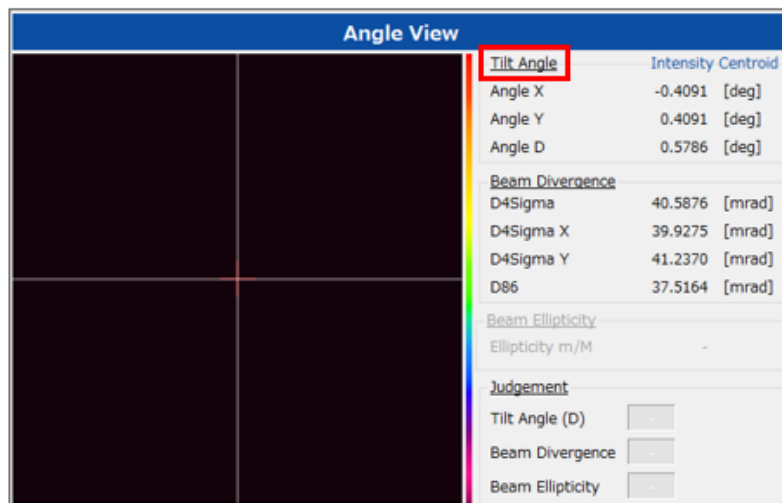 Angle View
Tilt Angle Intensity Centroid
Angle X -0.4091 [deg]
Angle Y 0.4091 [deg]
Angle D 0.5786 [deg]
Beam Divergence
D4Sigma 40.5876 [mrad]
D4Sigma X 39.9275 [mrad]
D4Sigma Y 41.2370 [mrad]
D86 37.5164 [mrad]
Beam Ellipticity
Ellipticity m/M -
Judgement
Tilt Angle (D) -
Beam Divergence -
Beam Ellipticity -